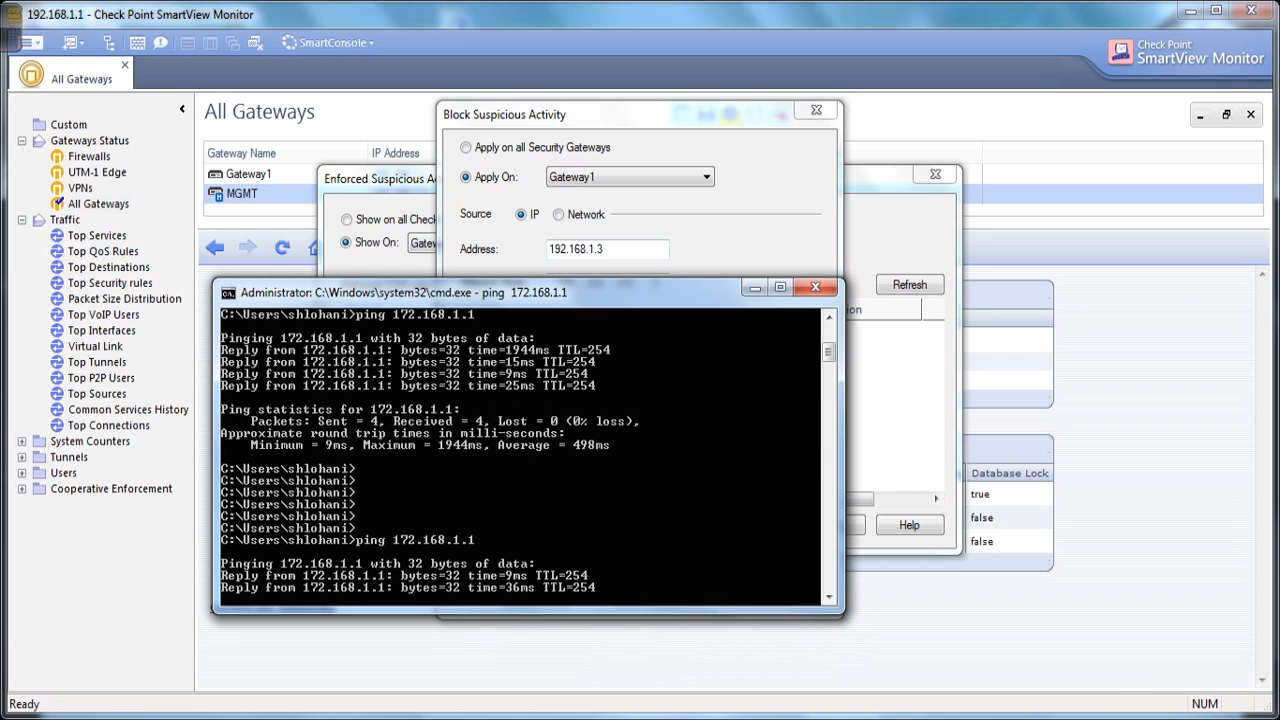 192.168.1.1 - Check Point SmartView Monitor
SmartConsole
Check Point
SmartView Monitor
All Gateways
Custom
Gateways Status
Firewalls
UTM-1 Edge
VPNs
All Gateways
Traffic
Top Services
Top QoS Rules
Top Destinations
Top Security rules
Packet Size Distribution
Top VoIP Users
Top Interfaces
Virtual Link
Top Tunnels
Top P2P Users
Top Sources
Common Services History
Top Connections
System Counters
Tunnels
Users
Cooperative Enforcement
All Gateways
Gateway Name IP Address
Gateway1
MGMT
Block Suspicious Activity
Apply on all Security Gateways
Apply On: Gateway1
Source IP Network
Address: 192.168.1.3
Enforced Suspicious A
Show on all Check
Show On: Gatew
Refresh
ion
Help
Database Lock
true
false
false
Administrator: C:\Windows\system32\cmd.exe - ping 172.168.1.1
C:\Users\shlohani>ping 172.168.1.1
Pinging 172.168.1.1 with 32 bytes of data:
Reply from 172.168.1.1: bytes=32 time=1944ms TTL=254
Reply from 172.168.1.1: bytes=32 time=15ms TTL=254
Reply from 172.168.1.1: bytes=32 time=9ms TTL=254
Reply from 172.168.1.1: bytes=32 time=25ms TTL=254
Ping statistics for 172.168.1.1:
Packets: Sent = 4, Received = 4, Lost = 0 (0% loss),
Approximate round trip times in milli-seconds:
Minimum = 9ms, Maximum = 1944ms, Average = 498ms
C:\Users\shlohani>
C:\Users\shlohani>
C:\Users\shlohani>
C:\Users\shlohani>
C:\Users\shlohani>
C:\Users\shlohani>
C:\Users\shlohani>ping 172.168.1.1
Pinging 172.168.1.1 with 32 bytes of data:
Reply from 172.168.1.1: bytes=32 time=9ms TTL=254
Reply from 172.168.1.1: bytes=32 time=36ms TTL=254
Ready
NUM